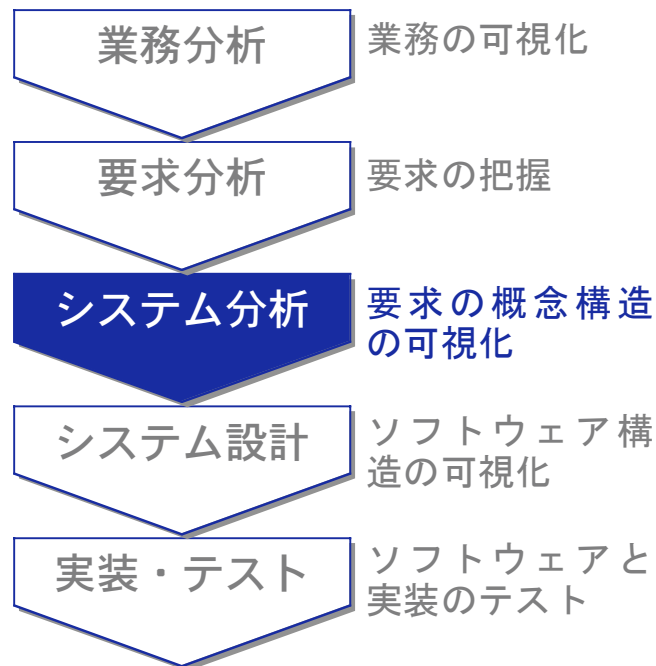 業務分析
業務の可視化
要求分析
要求の把握
システム分析
要求の概念構造
の可視化
システム設計
ソフトウェア構
造の可視化
実装・テスト
ソフトウェアと
実装のテスト